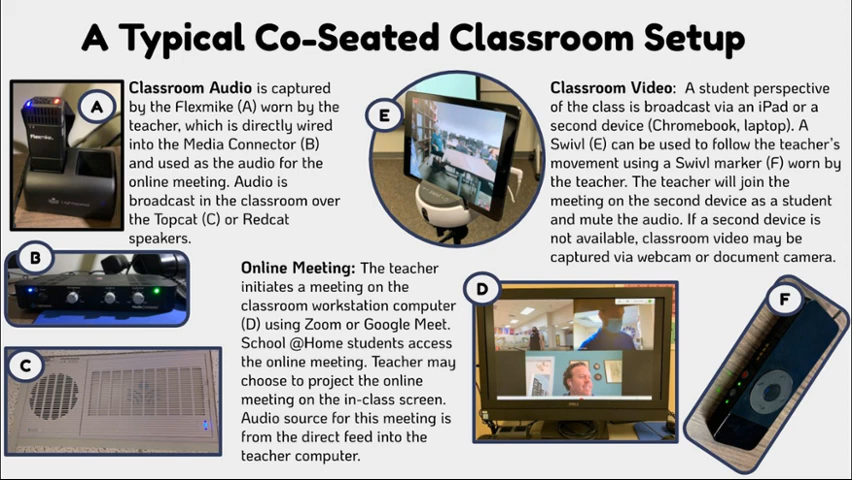 A Typical Co-Seated Classroom Setup
A
Classroom Audio is captured
by the Flexmike (A) worn by the
teacher, which is directly wired
into the Media Connector (B)
and used as the audio for the
online meeting. Audio is
broadcast in the classroom over
the Topcat (C) or Redcat
speakers.
E
Classroom Video: A student perspective
of the class is broadcast via an iPad or a
second device (Chromebook, laptop). A
Swivl (E) can be used to follow the teacher's
movement using a Swivl marker (F) worn by
the teacher. The teacher will join the
meeting on the second device as a student
and mute the audio. If a second device is
not available, classroom video may be
captured via webcam or document camera.
B
Online Meeting: The teacher
initiates a meeting on the
classroom workstation computer
(D) using Zoom or Google Meet.
School @Home students access
the online meeting. Teacher may
choose to project the online
meeting on the in-class screen.
Audio source for this meeting is
from the direct feed into the
teacher computer.
C
D
F
Flexmike
Lightspeed
DELL